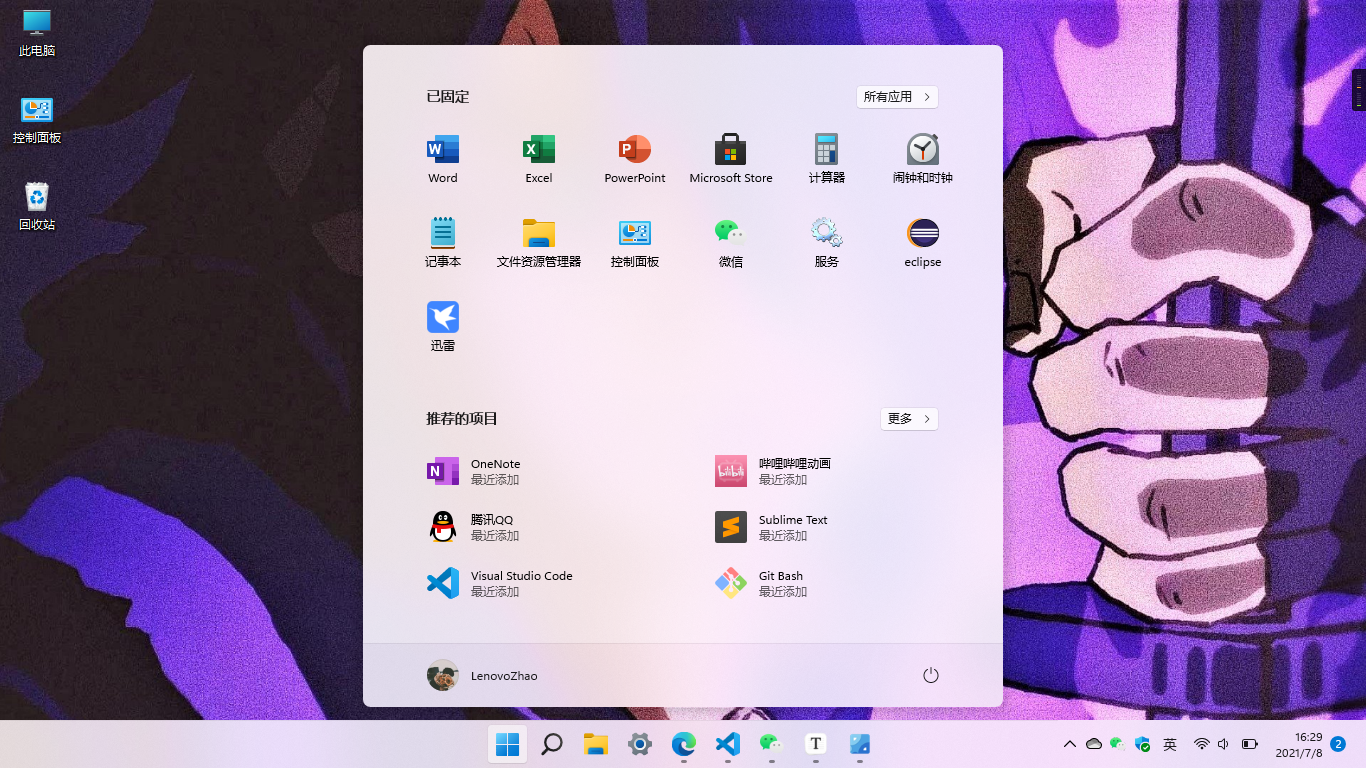 此电脑
控制面板
回收站
已固定
所有应用
Word
Excel
PowerPoint
Microsoft Store
计算器
闹钟和时钟
记事本
文件资源管理器
控制面板
微信
服务
eclipse
迅雷
推荐的项目
更多
OneNote
最近添加
哔哩哔哩动画
最近添加
腾讯QQ
最近添加
Sublime Text
最近添加
Visual Studio Code
最近添加
Git Bash
最近添加
LenovoZhao
英
16:29
2021/7/8
2